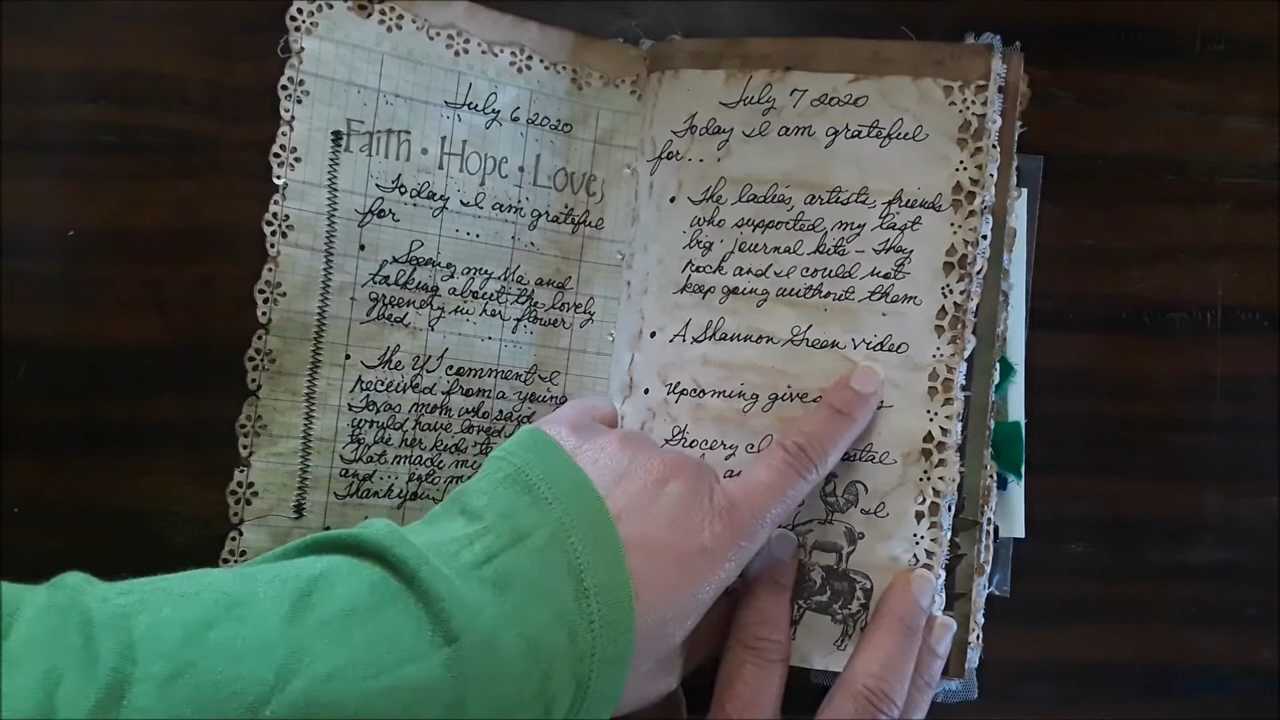 July 6 2020
Faith · Hope · Love,
Today I am grateful
for
• Seeing my Ma and
talking about the lovely
greenery in her flower
bed...
• The YT comment I
received from a young
Texas mom who said
would have loved
to be her kids'
That made my
and...
Thank you
July 7 2020
Today I am grateful
for...
• The ladies, artists, friends
who supported my last
big journal kits - They
rock and I could not
keep going without them
• A Shannon Green video
• Upcoming
Grocery
I